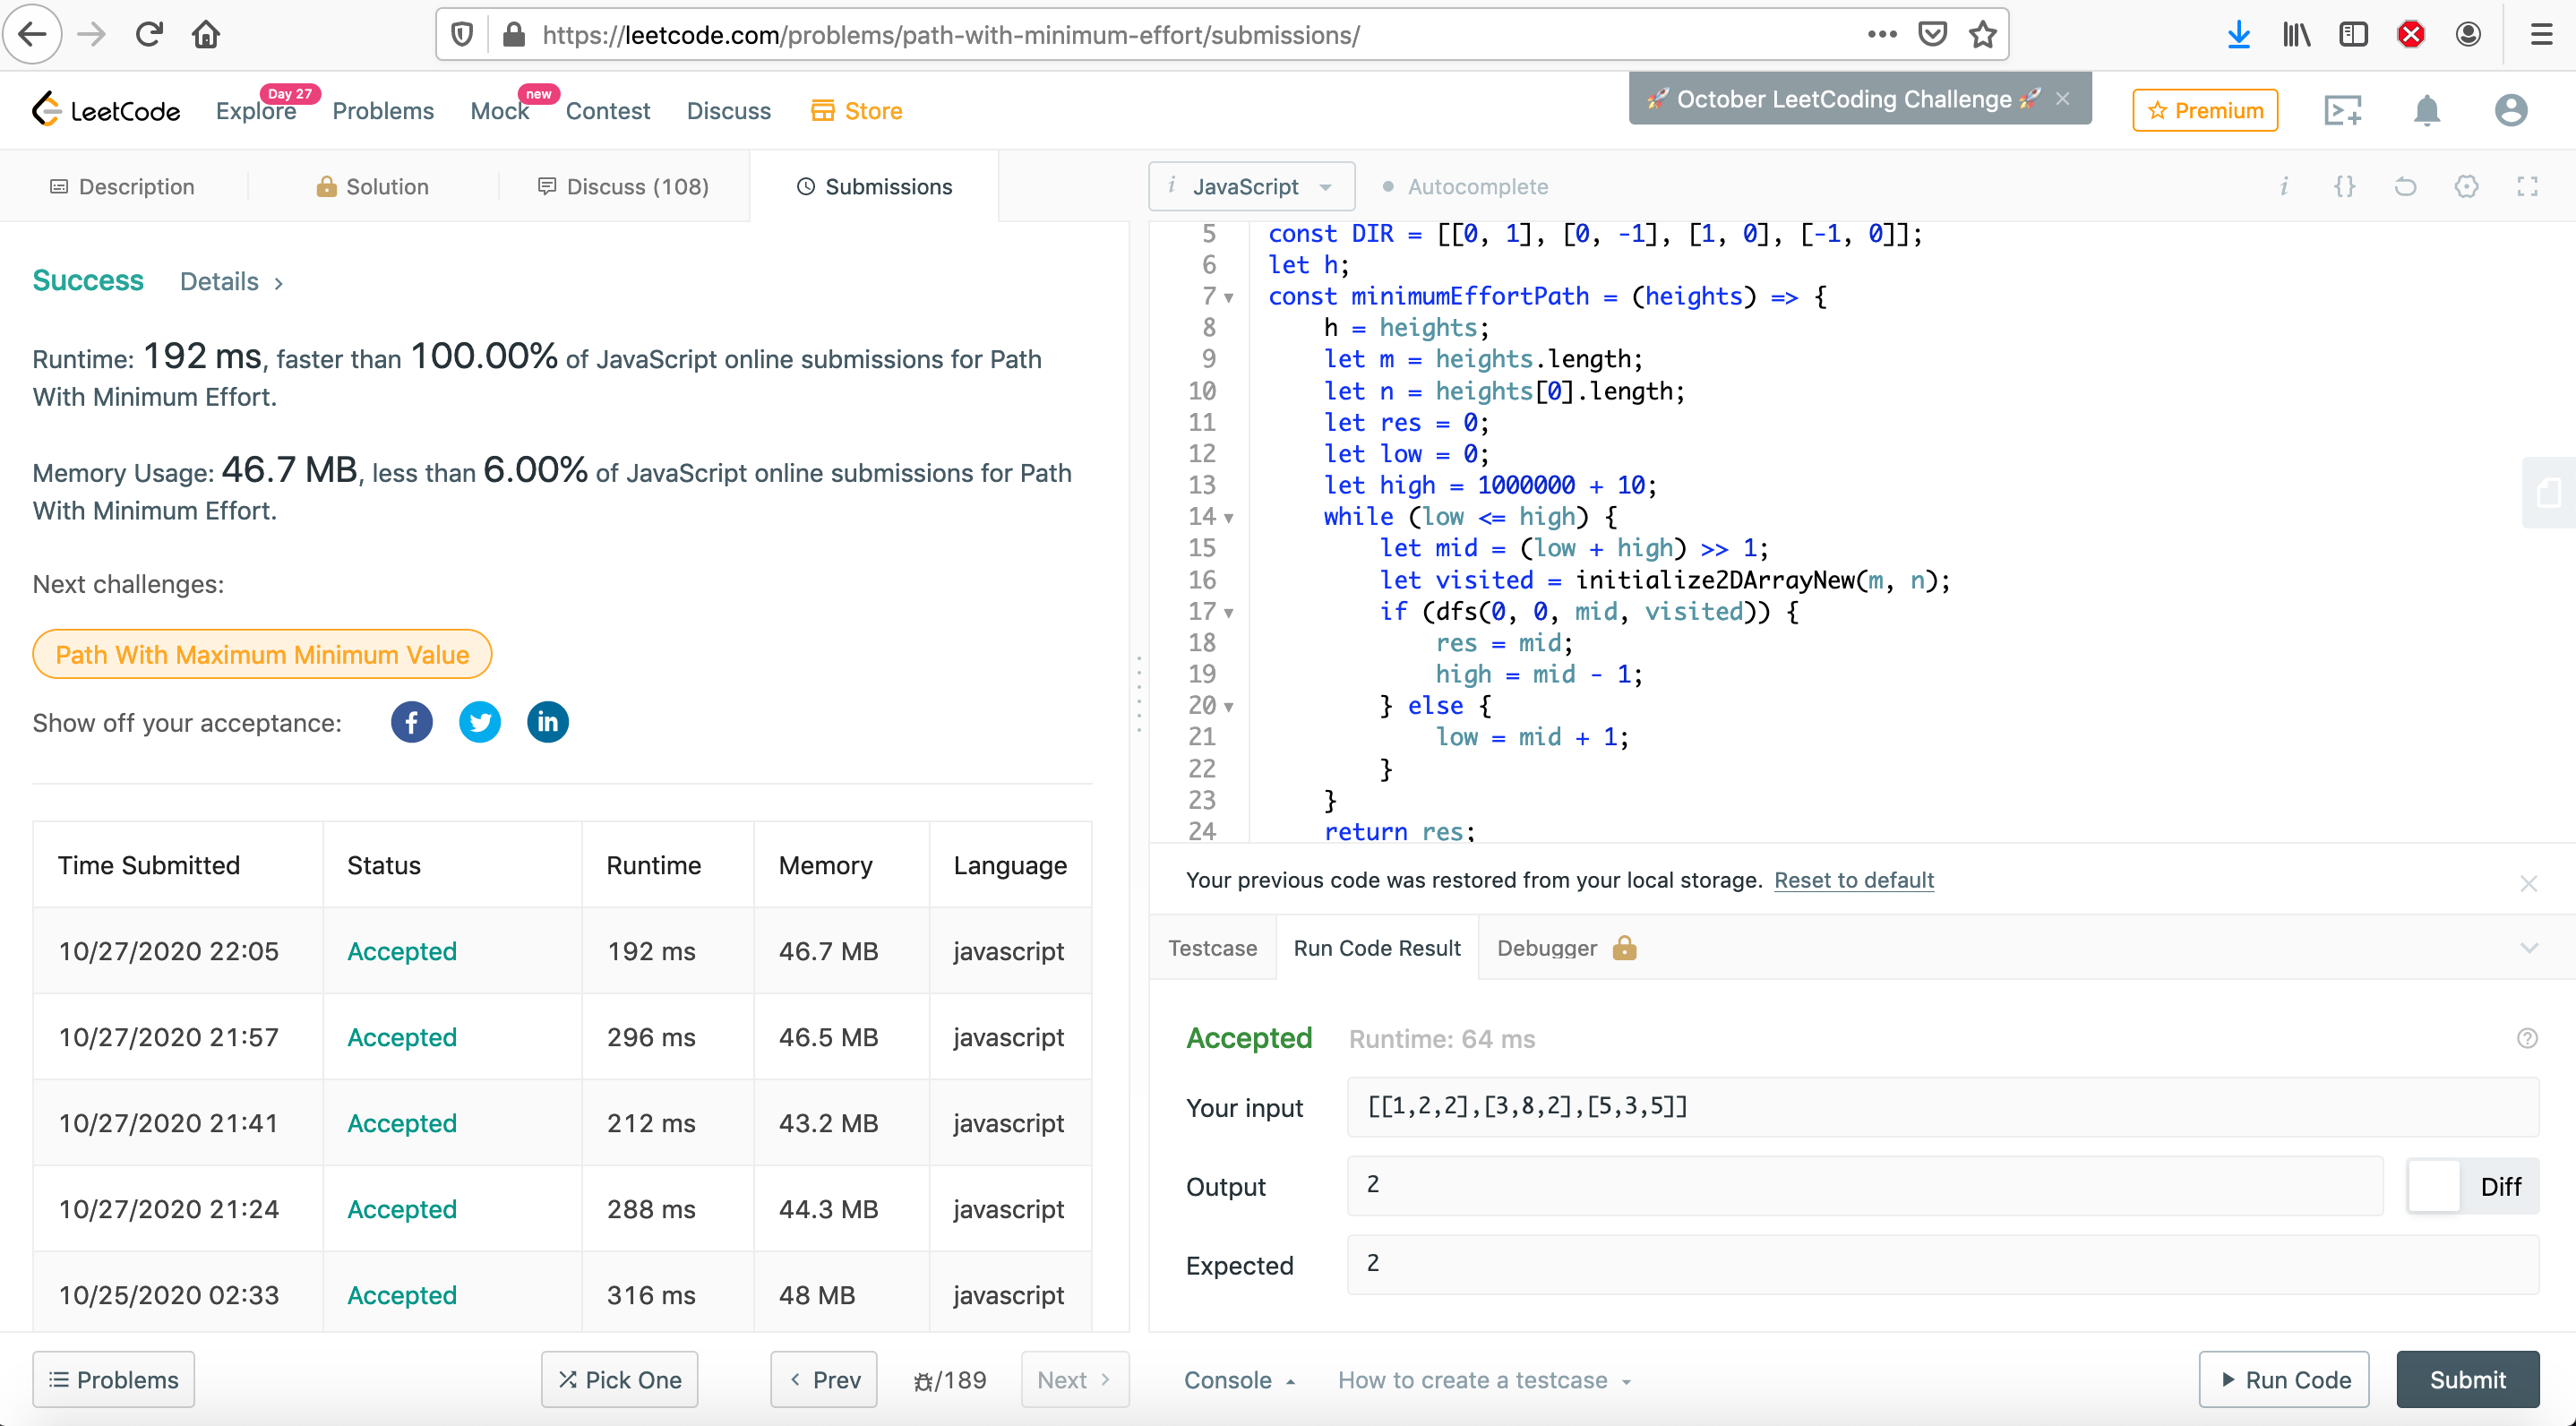 https://leetcode.com/problems/path-with-minimum-effort/submissions/
LeetCode
Explore
Day 27
Problems
Mock
new
Contest
Discuss
Store
🚀 October LeetCoding Challenge 🚀
Premium
Description
Solution
Discuss (108)
Submissions
Success
Details
Runtime: 192 ms, faster than 100.00% of JavaScript online submissions for Path
With Minimum Effort.
Memory Usage: 46.7 MB, less than 6.00% of JavaScript online submissions for Path
With Minimum Effort.
Next challenges:
Path With Maximum Minimum Value
Show off your acceptance:
Time Submitted Status Runtime Memory Language
10/27/2020 22:05 Accepted 192 ms 46.7 MB javascript
10/27/2020 21:57 Accepted 296 ms 46.5 MB javascript
10/27/2020 21:41 Accepted 212 ms 43.2 MB javascript
10/27/2020 21:24 Accepted 288 ms 44.3 MB javascript
10/25/2020 02:33 Accepted 316 ms 48 MB javascript
Problems
Pick One
Prev
/189
Next
i JavaScript
Autocomplete
5 const DIR = [[0, 1], [0, -1], [1, 0], [-1, 0]];
6 let h;
7 const minimumEffortPath = (heights) => {
8 h = heights;
9 let m = heights.length;
10 let n = heights[0].length;
11 let res = 0;
12 let low = 0;
13 let high = 1000000 + 10;
14 while (low <= high) {
15 let mid = (low + high) >> 1;
16 let visited = initialize2DArrayNew(m, n);
17 if (dfs(0, 0, mid, visited)) {
18 res = mid;
19 high = mid - 1;
20 } else {
21 low = mid + 1;
22 }
23 }
24 return res;
Your previous code was restored from your local storage. Reset to default
Testcase
Run Code Result
Debugger
Accepted
Runtime: 64 ms
Your input
[[1,2,2],[3,8,2],[5,3,5]]
Output
2
Diff
Expected
2
Console
How to create a testcase
Run Code
Submit